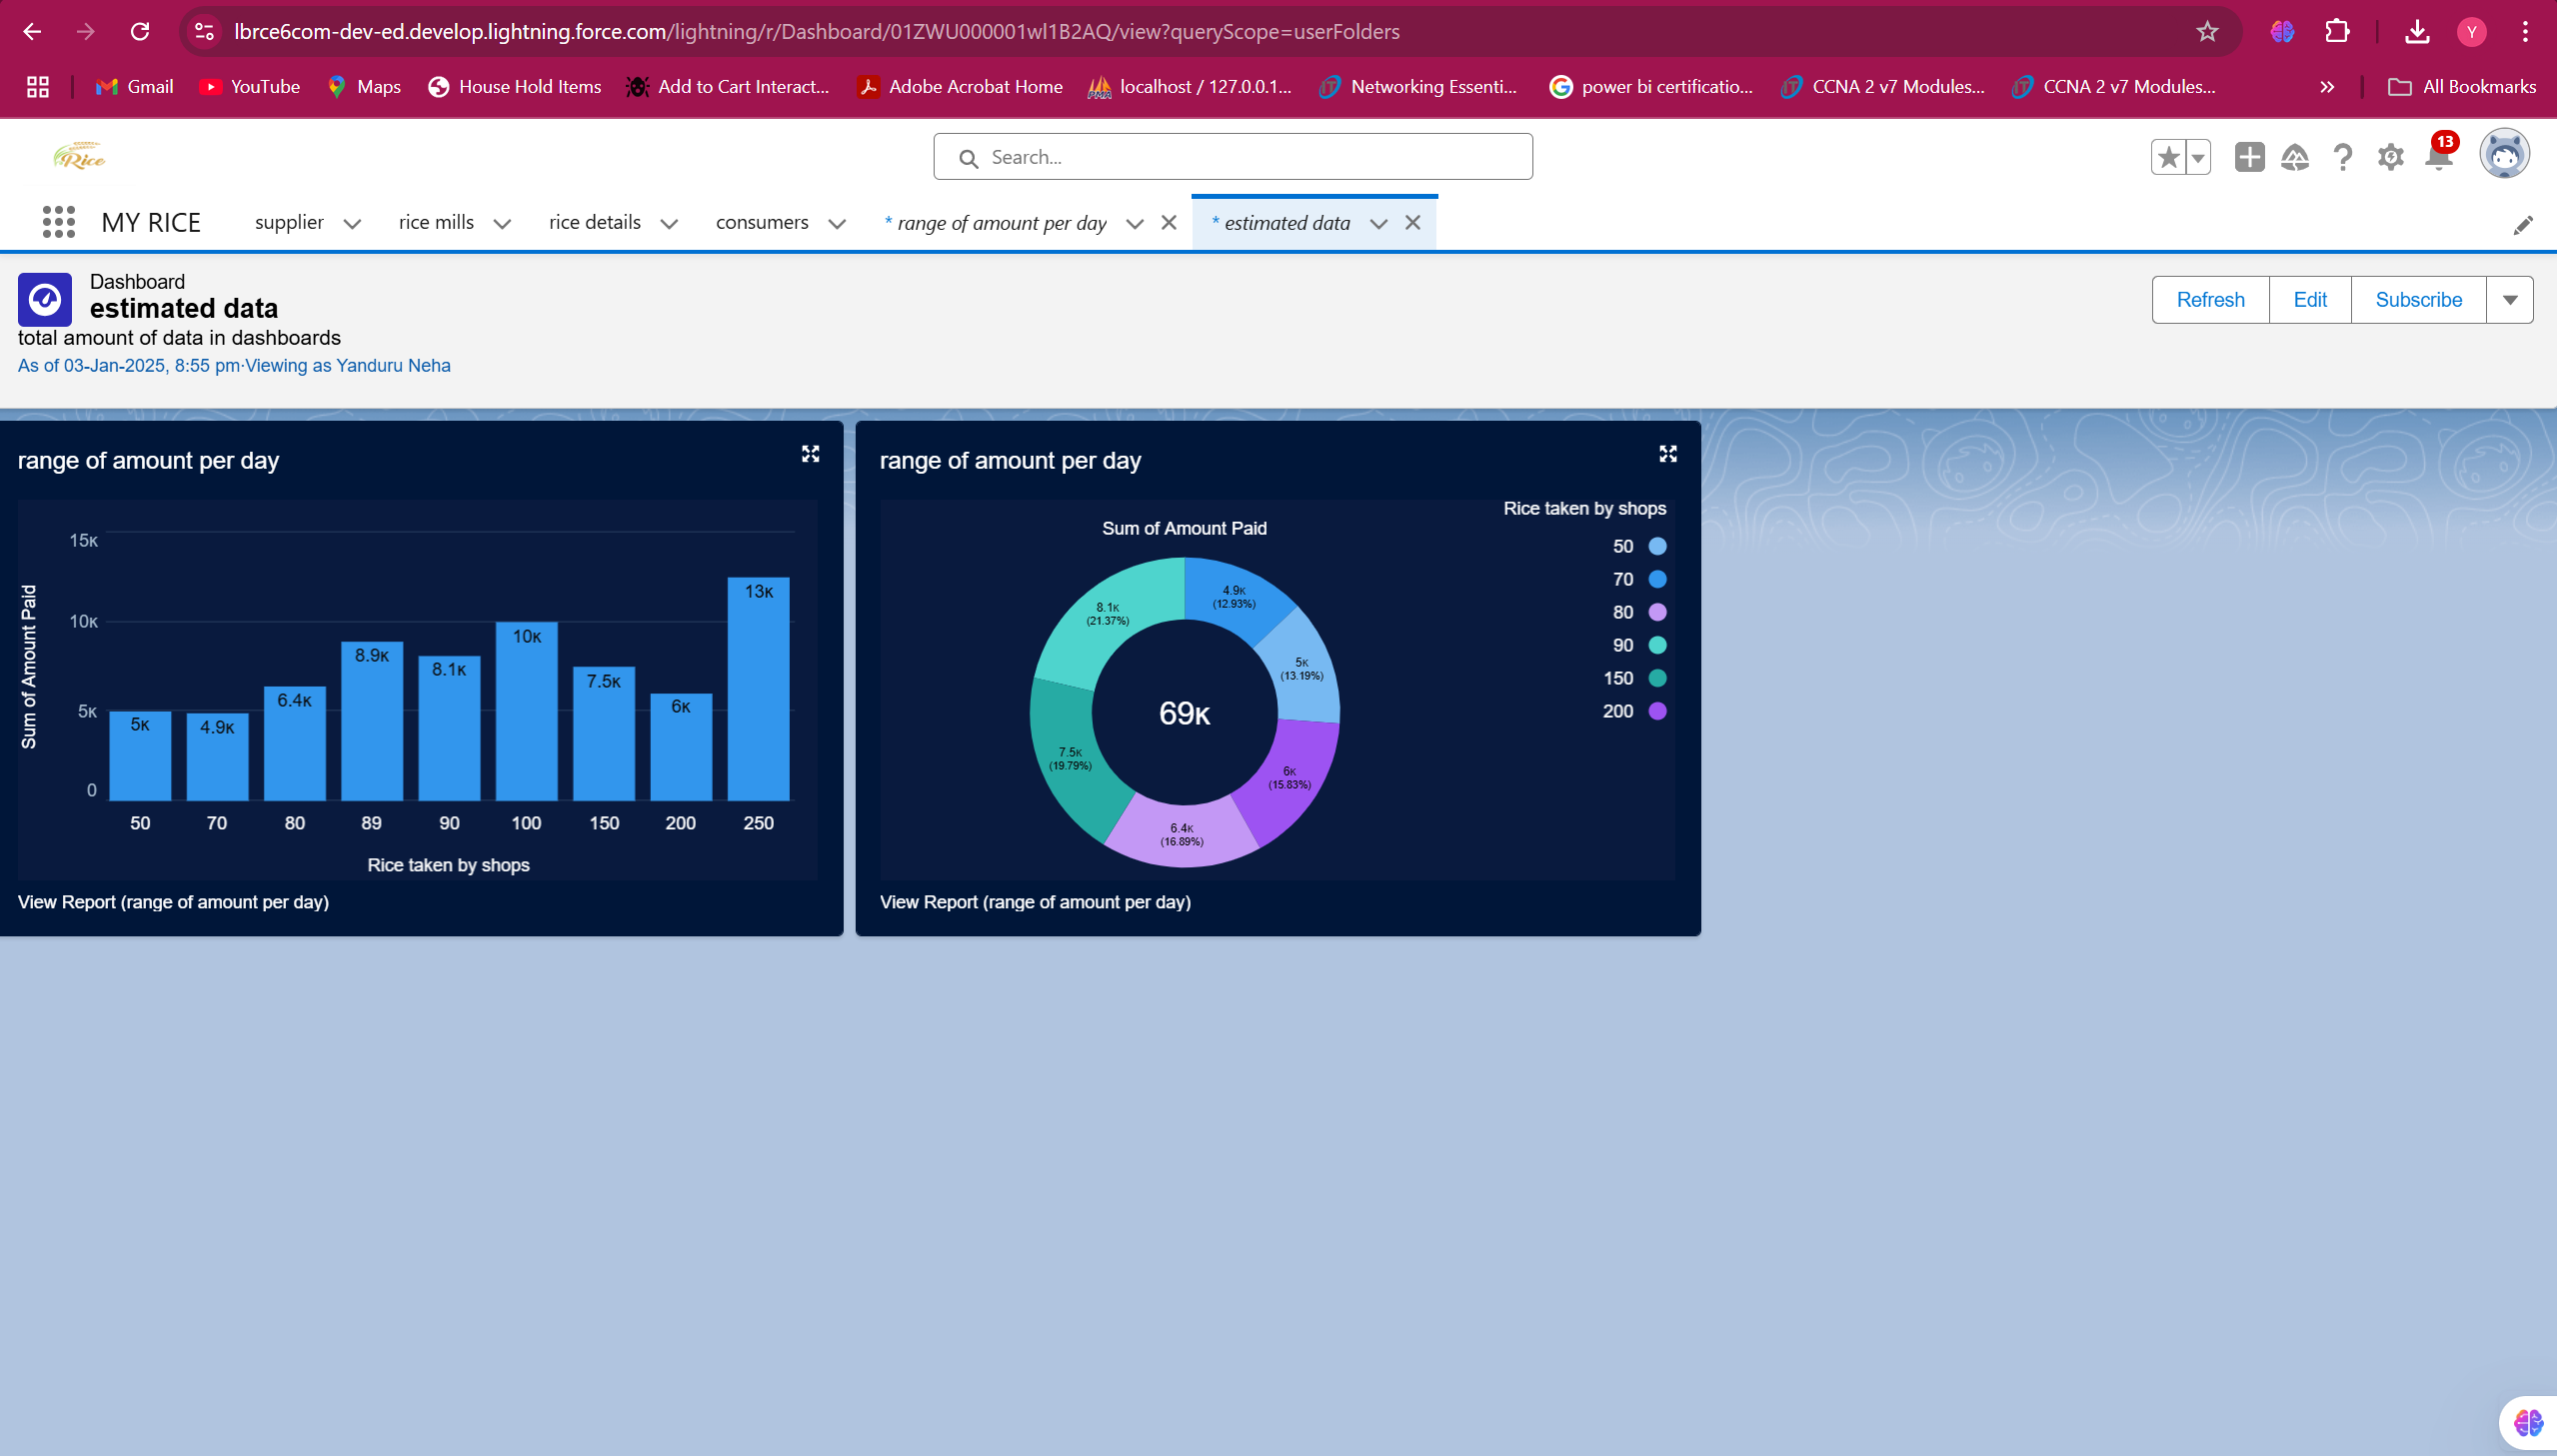 lbrce6com-dev-ed.develop.lightning.force.com/lightning/r/Dashboard/01ZWU000001wl1B2AQ/view?queryScope=userFolders
Y
Gmail YouTube Maps House Hold Items Add to Cart Interact... Adobe Acrobat Home localhost / 127.0.0.1... Networking Essenti... power bi certificatio... CCNA 2 v7 Modules... CCNA 2 v7 Modules... » All Bookmarks
Rice
Search...
13
MY RICE supplier rice mills rice details consumers * range of amount per day * estimated data
Dashboard
estimated data
total amount of data in dashboards
As of 03-Jan-2025, 8:55 pm·Viewing as Yanduru Neha
Refresh Edit Subscribe
range of amount per day
Sum of Amount Paid
15K
10K
5K
0
5K
4.9K
6.4K
8.9K
8.1K
10K
7.5K
6K
13K
50 70 80 89 90 100 150 200 250
Rice taken by shops
View Report (range of amount per day)
range of amount per day
Sum of Amount Paid
4.9K
(12.93%)
5K
(13.19%)
6K
(15.83%)
6.4K
(16.89%)
7.5K
(19.79%)
8.1K
(21.37%)
69K
Rice taken by shops
50
70
80
90
150
200
View Report (range of amount per day)